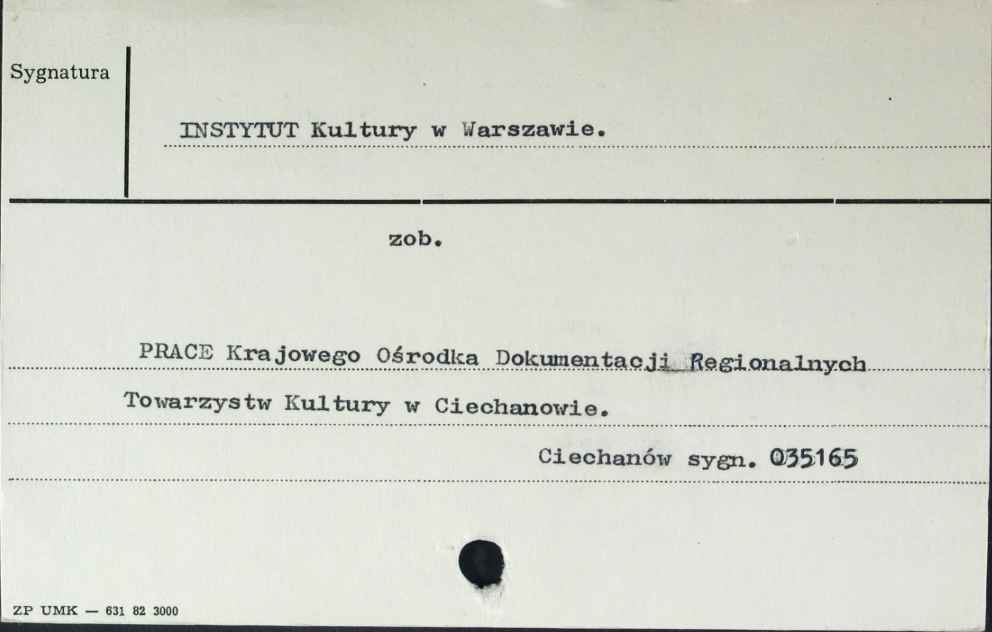 Sygnatura
INSTYTUT Kultury w Warszawie.
zob.
PRACE Krajowego Ośrodka Dokumentacji Regionalnych
Towarzystw Kultury w Ciechanowie.
Ciechanów sygn. 035165
ZP UMK — 631 82 3000